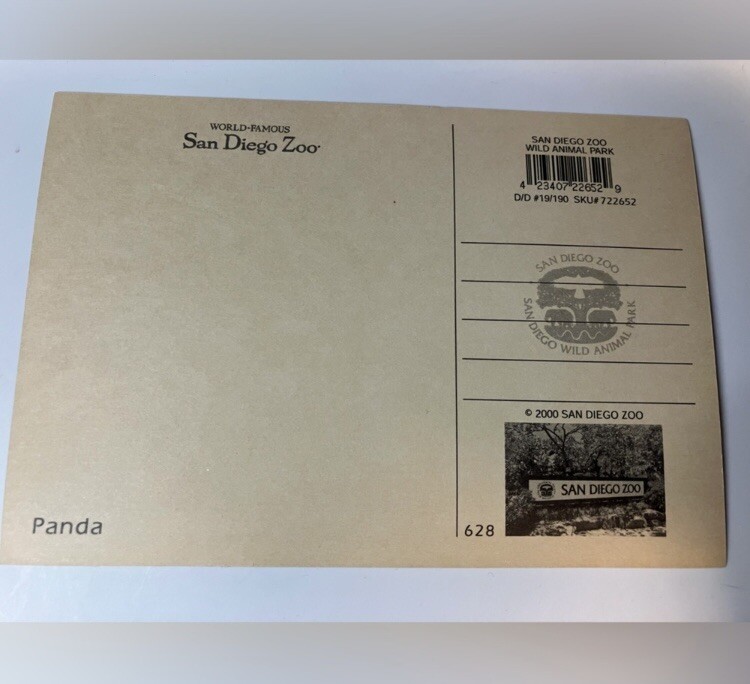 WORLD-FAMOUS
San Diego Zoo
Panda
SAN DIEGO ZOO
WILD ANIMAL PARK
4 23407 22652 9
D/D #19/190 SKU# 722652
SAN DIEGO ZOO
SAN DIEGO WILD ANIMAL PARK
© 2000 SAN DIEGO ZOO
SAN DIEGO ZOO
628